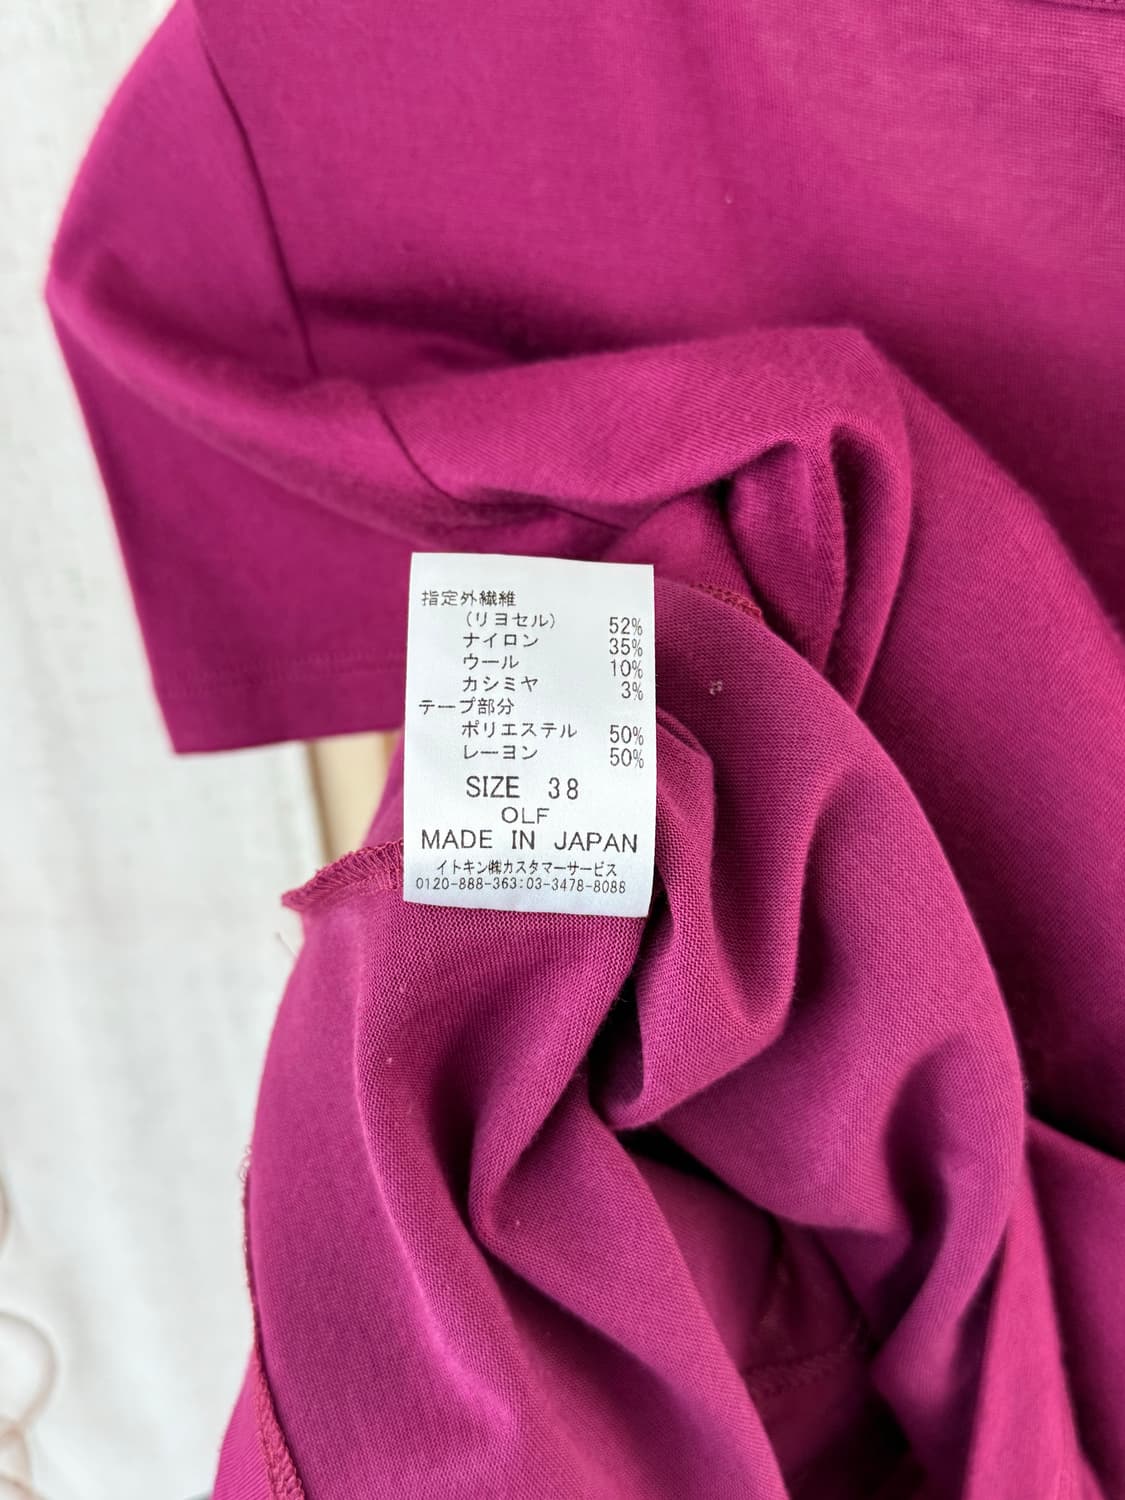 指定外繊維
(リヨセル) 52%
ナイロン 35%
ウール 10%
カシミヤ 3%
テープ部分
ポリエステル 50%
レーヨン 50%
SIZE 38
OLF
MADE IN JAPAN
イトキン㈱カスタマーサービス
0120-888-363:03-3478-8088